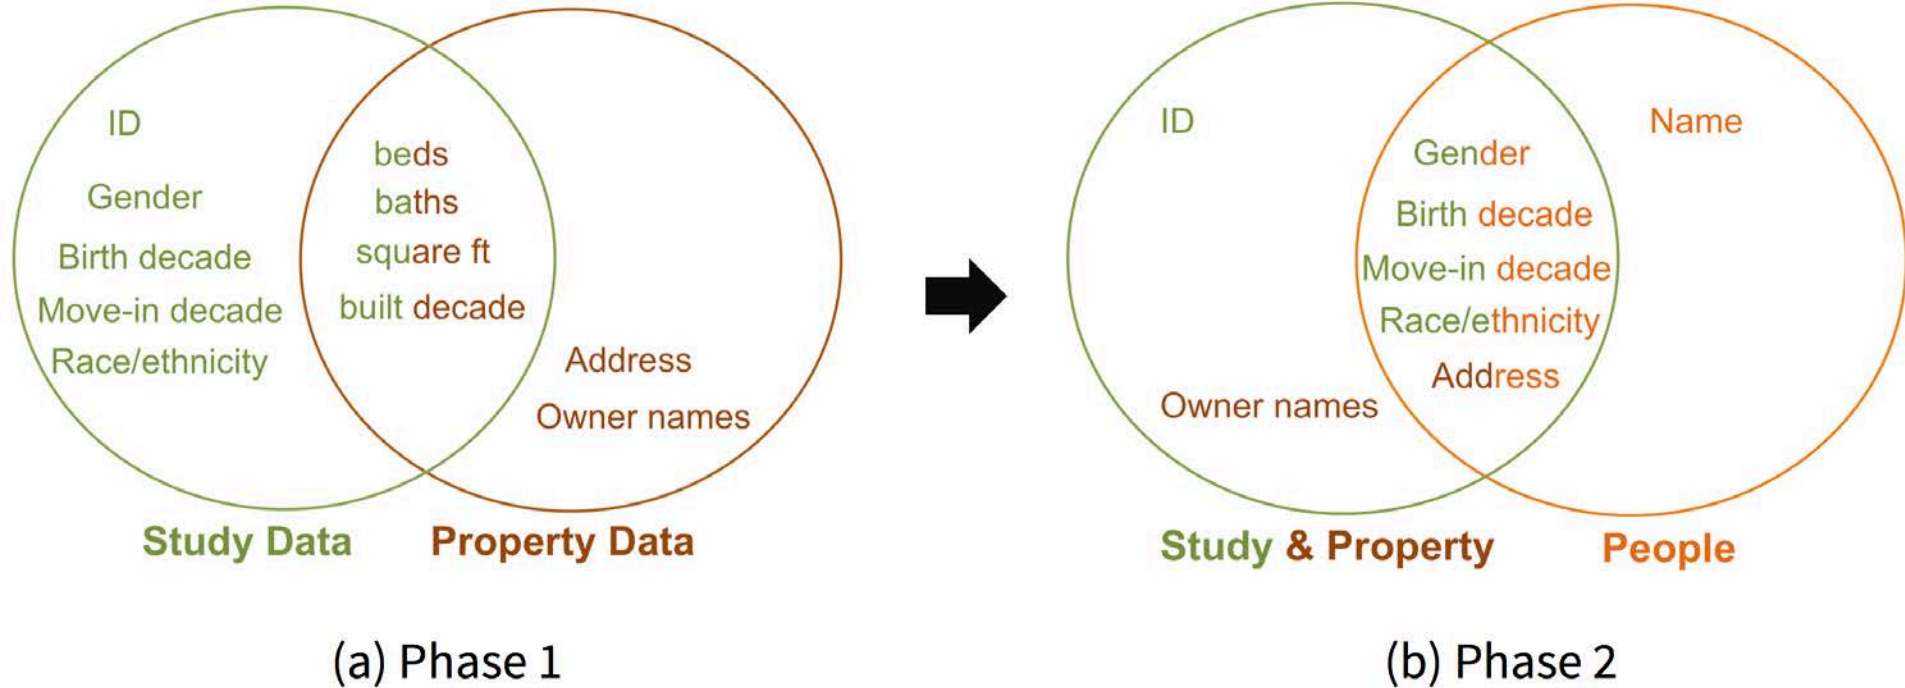 ID
Gender
Birth decade
Move-in decade
Race/ethnicity
beds
baths
square ft
built decade
Address
Owner names
Study Data
Property Data
(a) Phase 1
ID
Owner names
Gender
Birth decade
Move-in decade
Race/ethnicity
Address
Name
Study & Property
People
(b) Phase 2